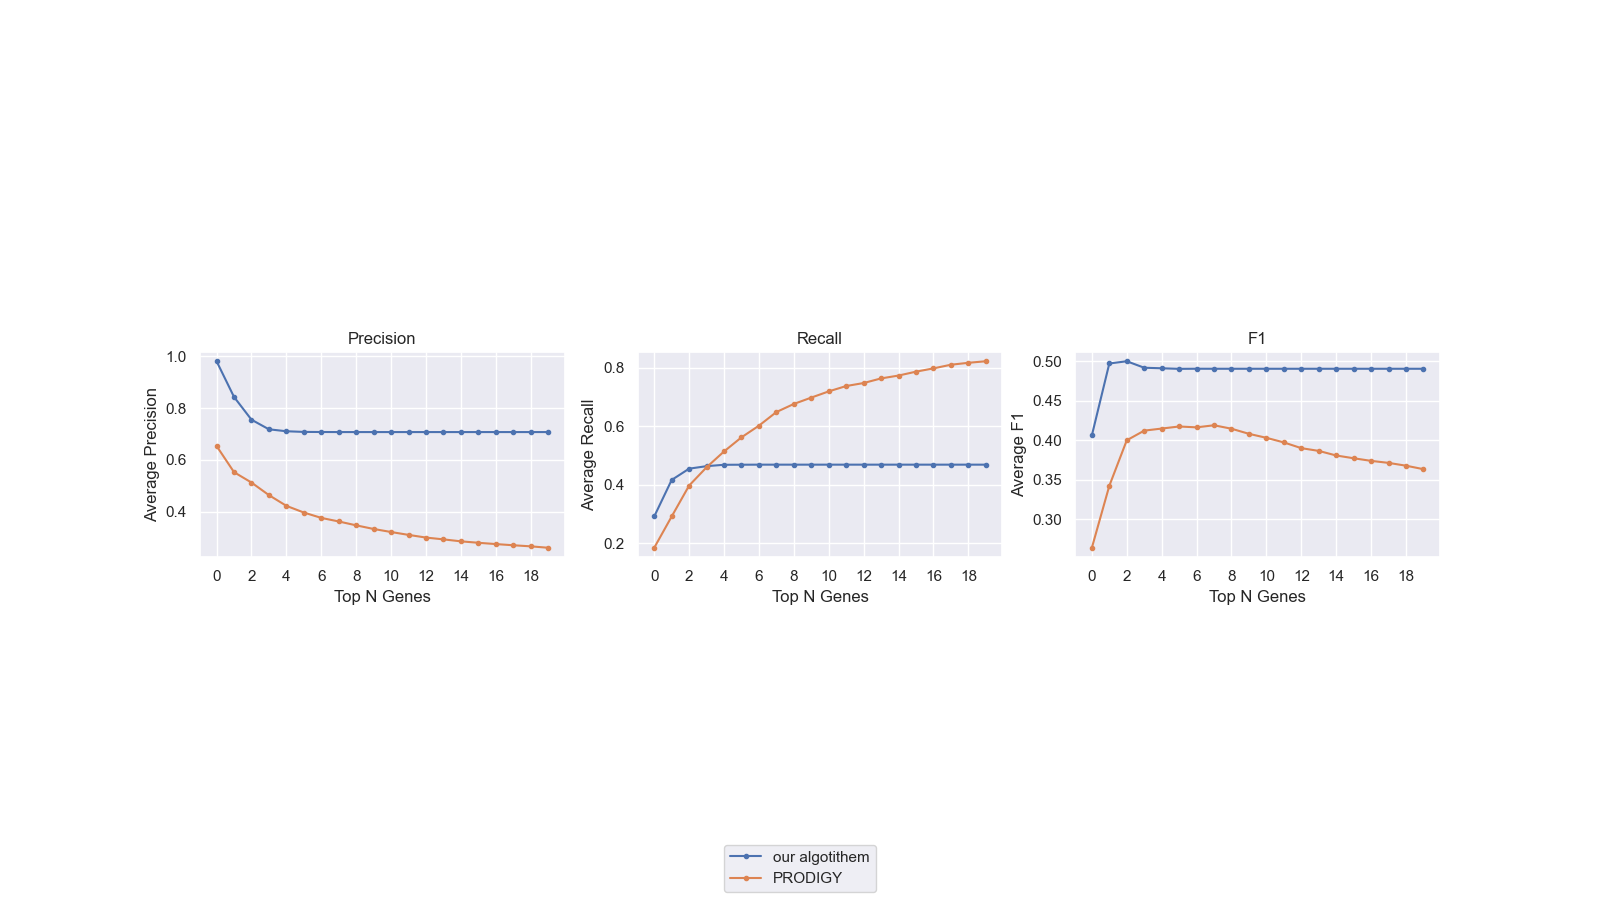 Precision
1.0
0.8
0.6
0.4
Average Precision
0 2 4 6 8 10 12 14 16 18
Top N Genes
Recall
0.8
0.6
0.4
0.2
Average Recall
0 2 4 6 8 10 12 14 16 18
Top N Genes
F1
0.50
0.45
0.40
0.35
0.30
Average F1
0 2 4 6 8 10 12 14 16 18
Top N Genes
our algotithem
PRODIGY